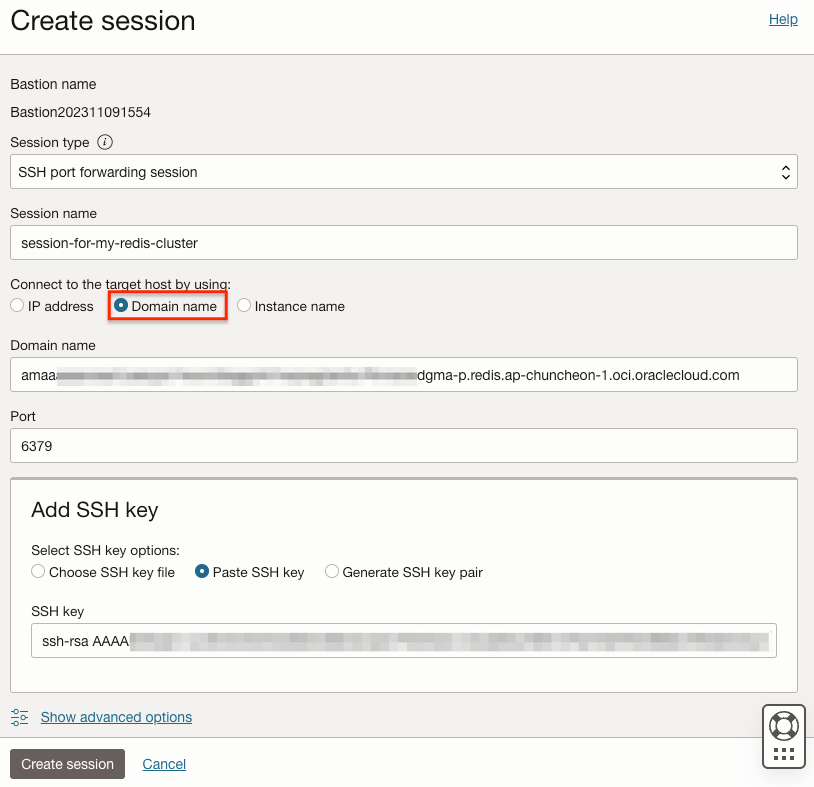 Create session
Help
Bastion name
Bastion202311091554
Session type
SSH port forwarding session
Session name
session-for-my-redis-cluster
Connect to the target host by using:
IP address Domain name Instance name
Domain name
amaa dgma-p.redis.ap-chuncheon-1.oci.oraclecloud.com
Port
6379
Add SSH key
Select SSH key options:
Choose SSH key file Paste SSH key Generate SSH key pair
SSH key
ssh-rsa AAAA
Show advanced options
Create session Cancel